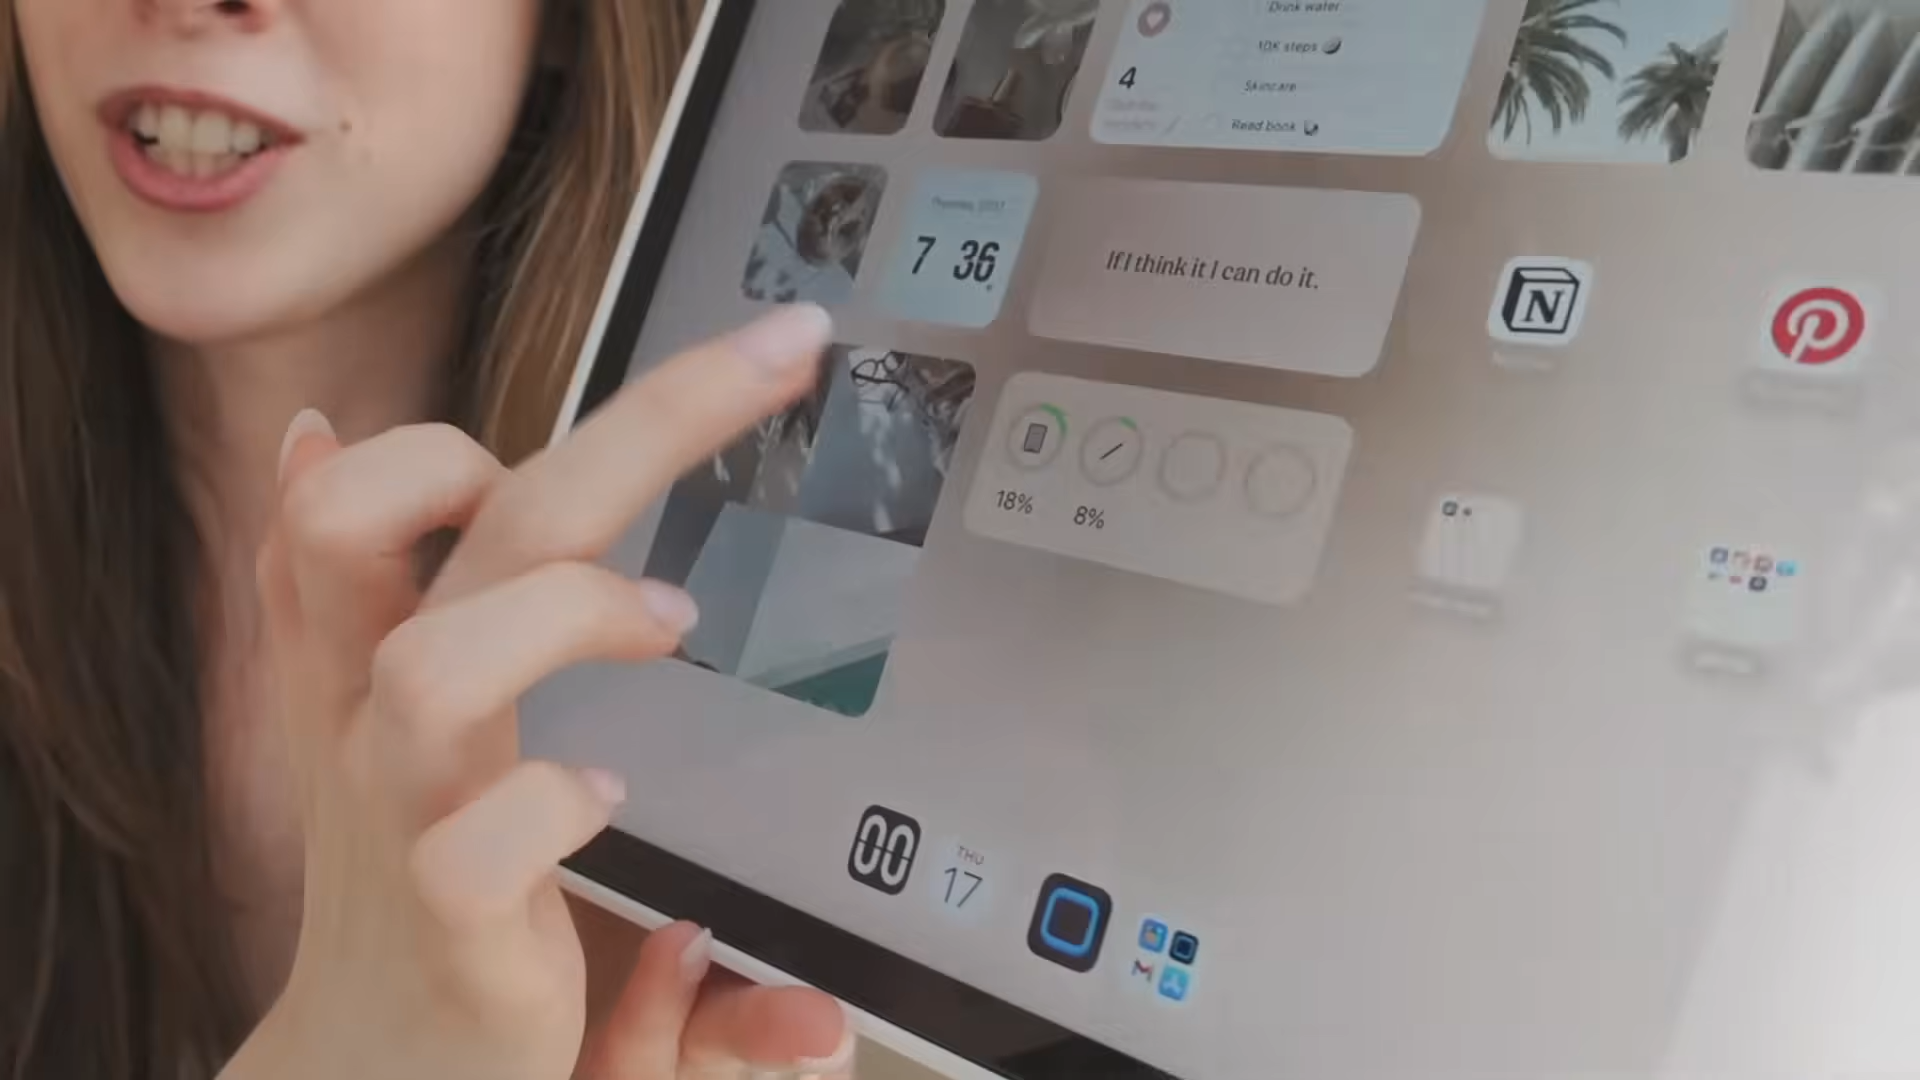 Drink water
10K steps
4
Skincare
Read book
7 36
If I think it I can do it.
N
18%
8%
00
THU
17
M